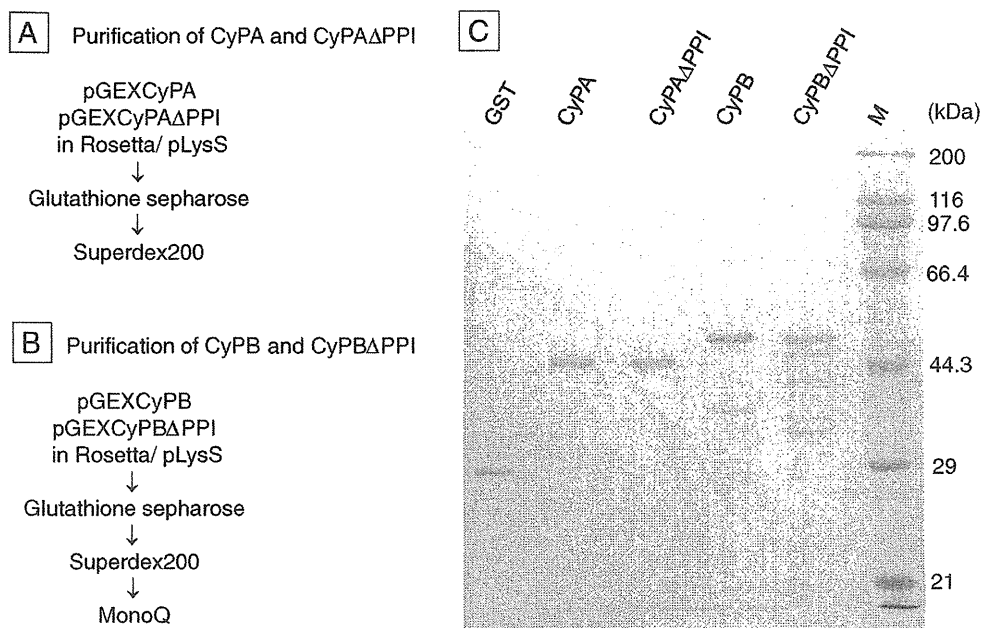 A Purification of CyPA and CyPAΔPPI
pGEXCyPA
pGEXCyPAΔPPI
in Rosetta/ pLysS
↓
Glutathione sepharose
↓
Superdex200
B Purification of CyPB and CyPBΔPPI
pGEXCyPB
pGEXCyPBΔPPI
in Rosetta/ pLysS
↓
Glutathione sepharose
↓
Superdex200
↓
MonoQ
C
GST
CyPA
CyPAΔPPI
CyPB
CyPBΔPPI
M
(kDa)
200
116
97.6
66.4
44.3
29
21